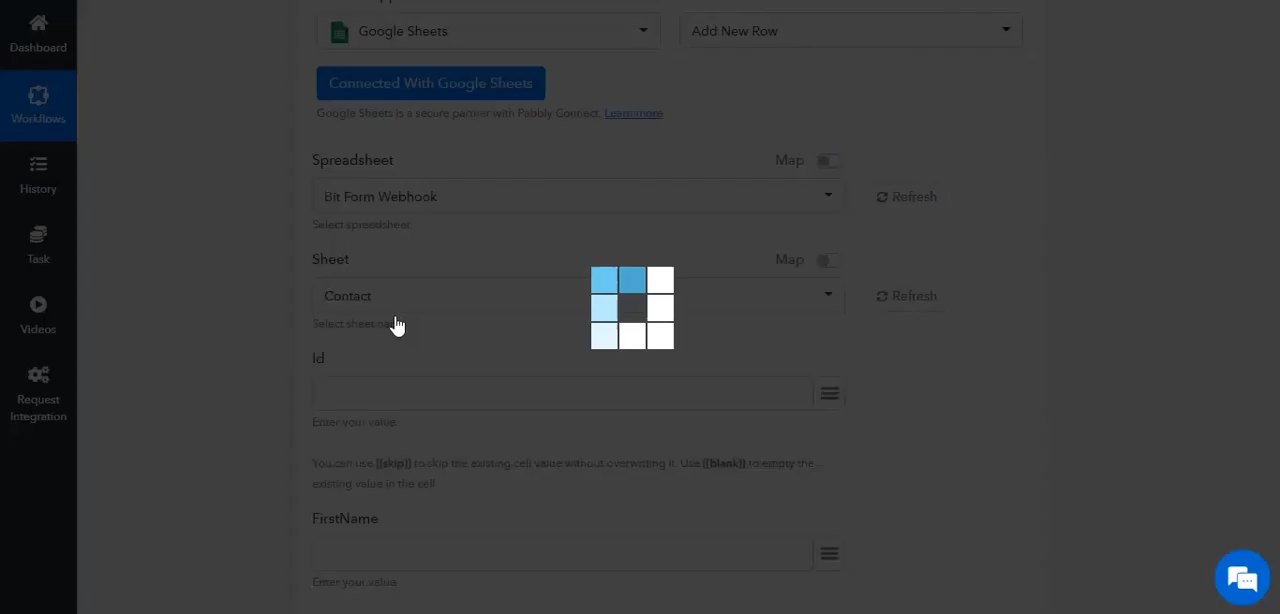 Dashboard
Google Sheets
Add New Row
Connected With Google Sheets
Workflows
Google Sheets is a secure partner with Pabbly Connect. Learn more
Spreadsheet
Map
History
Bit Form Webhook
Refresh
Select spreadsheet
Task
Sheet
Map
Contact
Refresh
Select sheet
Videos
Id
Request
Integration
Enter your value.
You can use [[skip]] to skip the existing cell value without overwriting it. Use [[blank]] to empty the
existing value in the cell
FirstName
Enter your value.